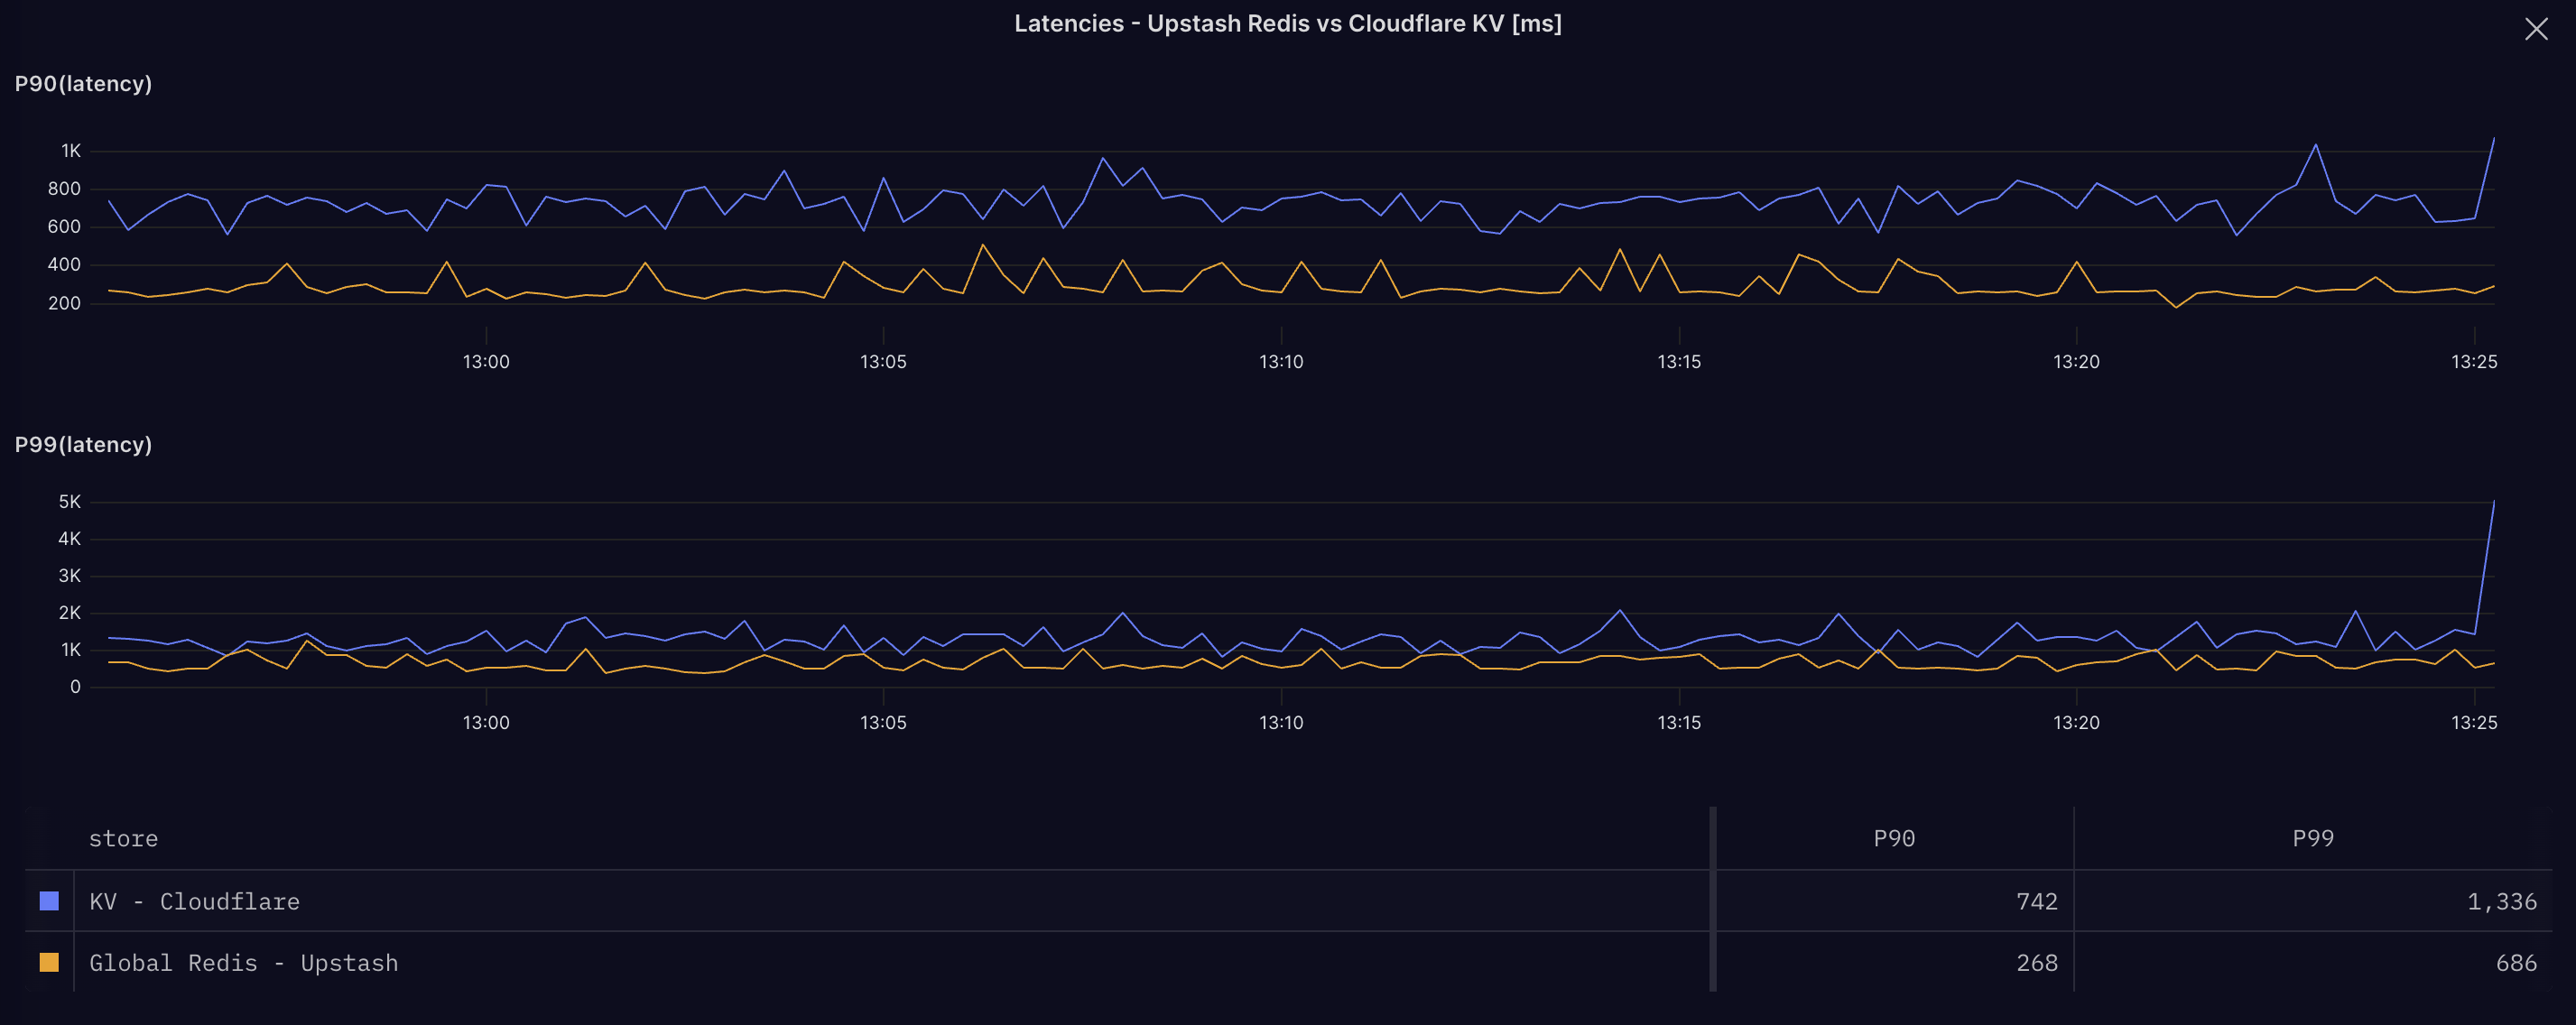 Latencies - Upstash Redis vs Cloudflare KV [ms]
P90(latency)
1K
800
600
400
200
13:00 13:05 13:10 13:15 13:20 13:25
P99(latency)
5K
4K
3K
2K
1K
0
13:00 13:05 13:10 13:15 13:20 13:25
store P90 P99
KV - Cloudflare 742 1,336
Global Redis - Upstash 268 686